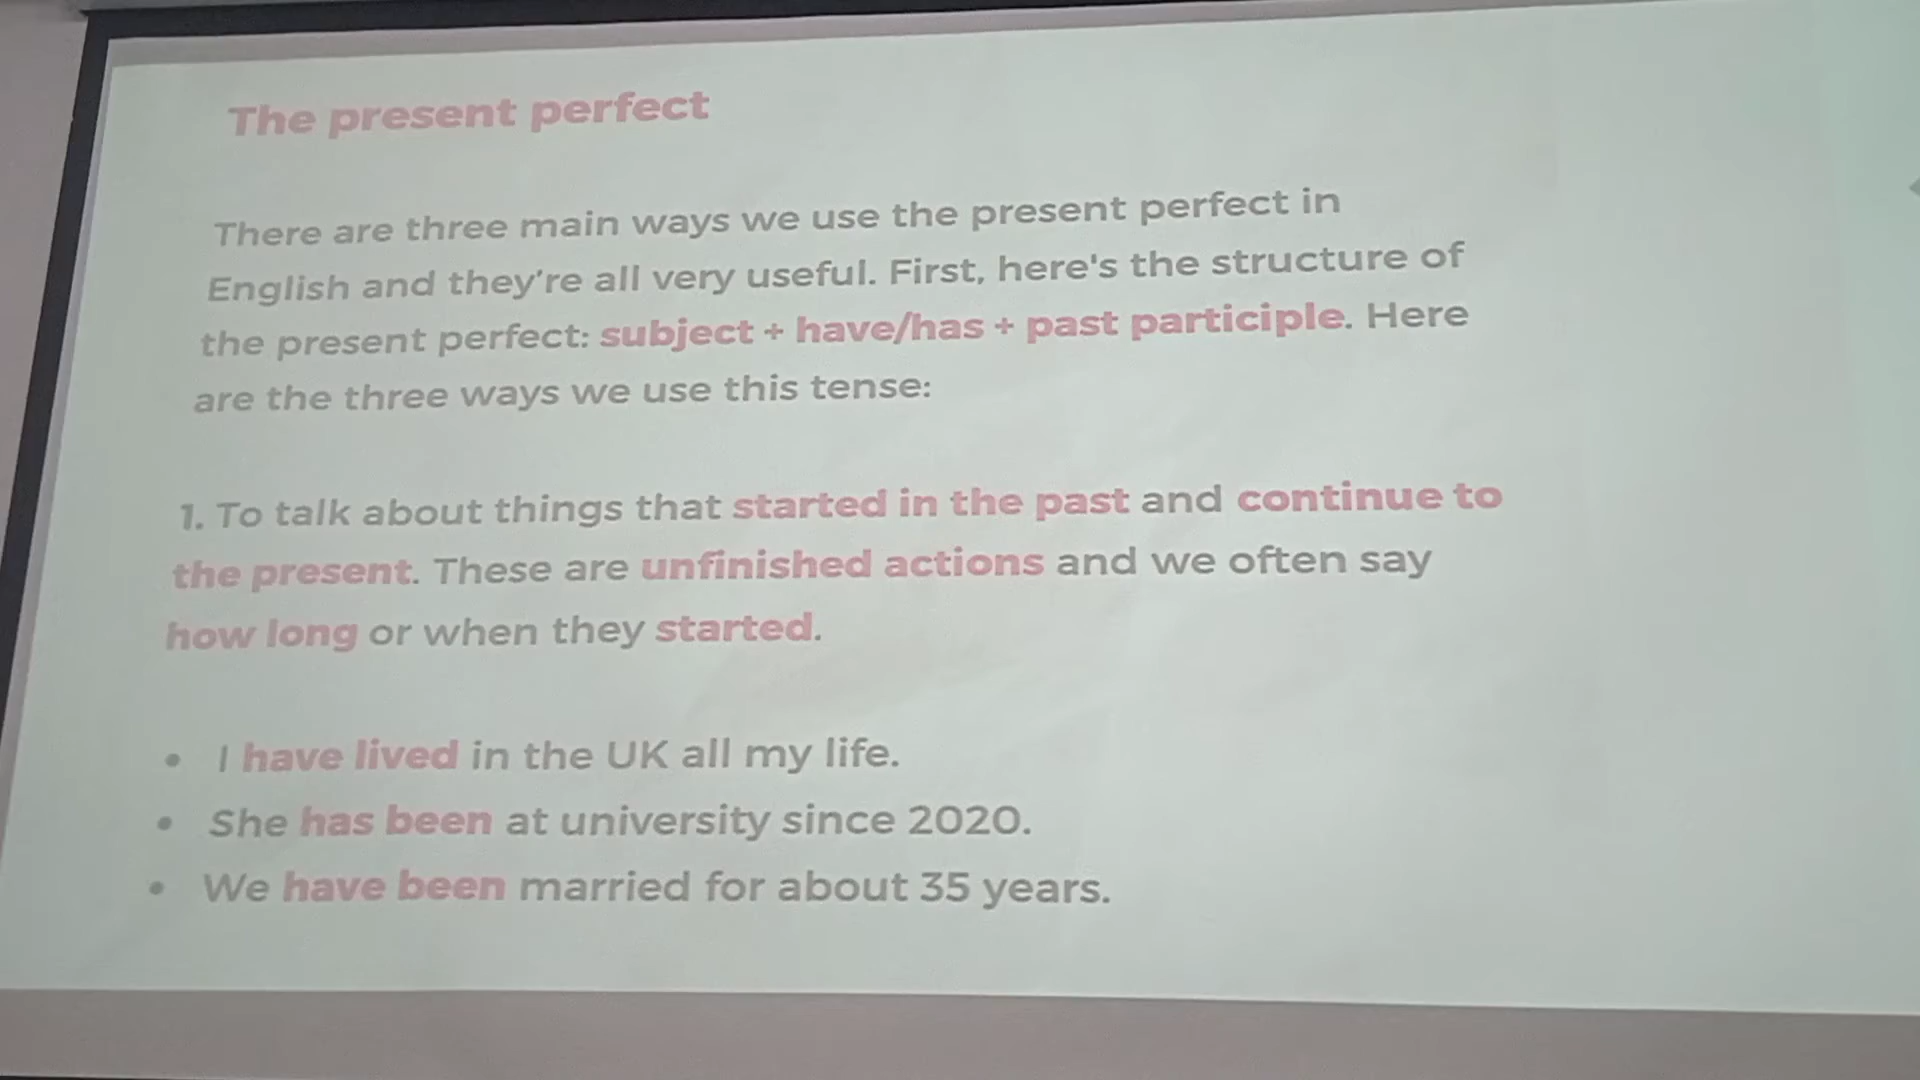 The present perfect
There are three main ways we use the present perfect in
English and they're all very useful. First, here's the structure of
the present perfect: subject + have/has + past participle. Here
are the three ways we use this tense:
1. To talk about things that started in the past and continue to
the present. These are unfinished actions and we often say
how long or when they started.
• I have lived in the UK all my life.
• She has been at university since 2020.
• We have been married for about 35 years.